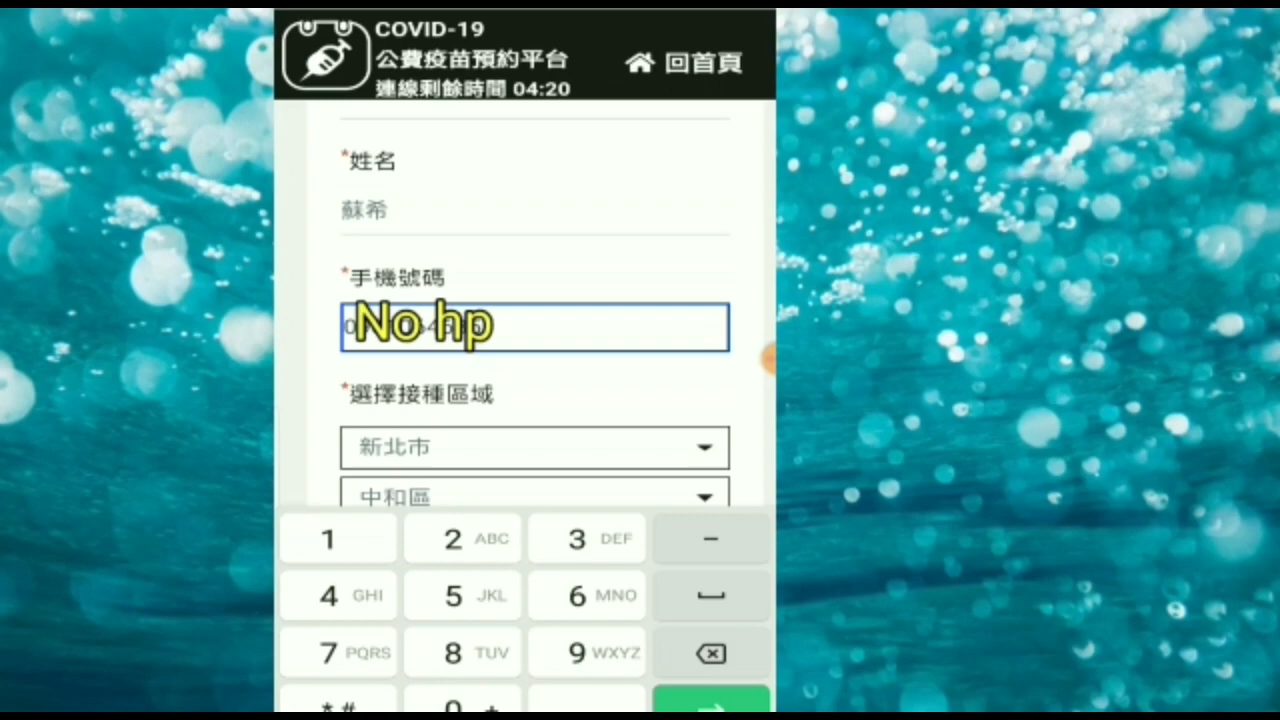 COVID-19
公費疫苗預約平台
回首頁
連線剩餘時間 04:20
*姓名
蘇希
*手機號碼
No hp
*選擇接種區域
新北市
中和區
1 2 ABC 3 DEF -
4 GHI 5 JKL 6 MNO
7 PQRS 8 TUV 9 WXYZ
*# 0 +